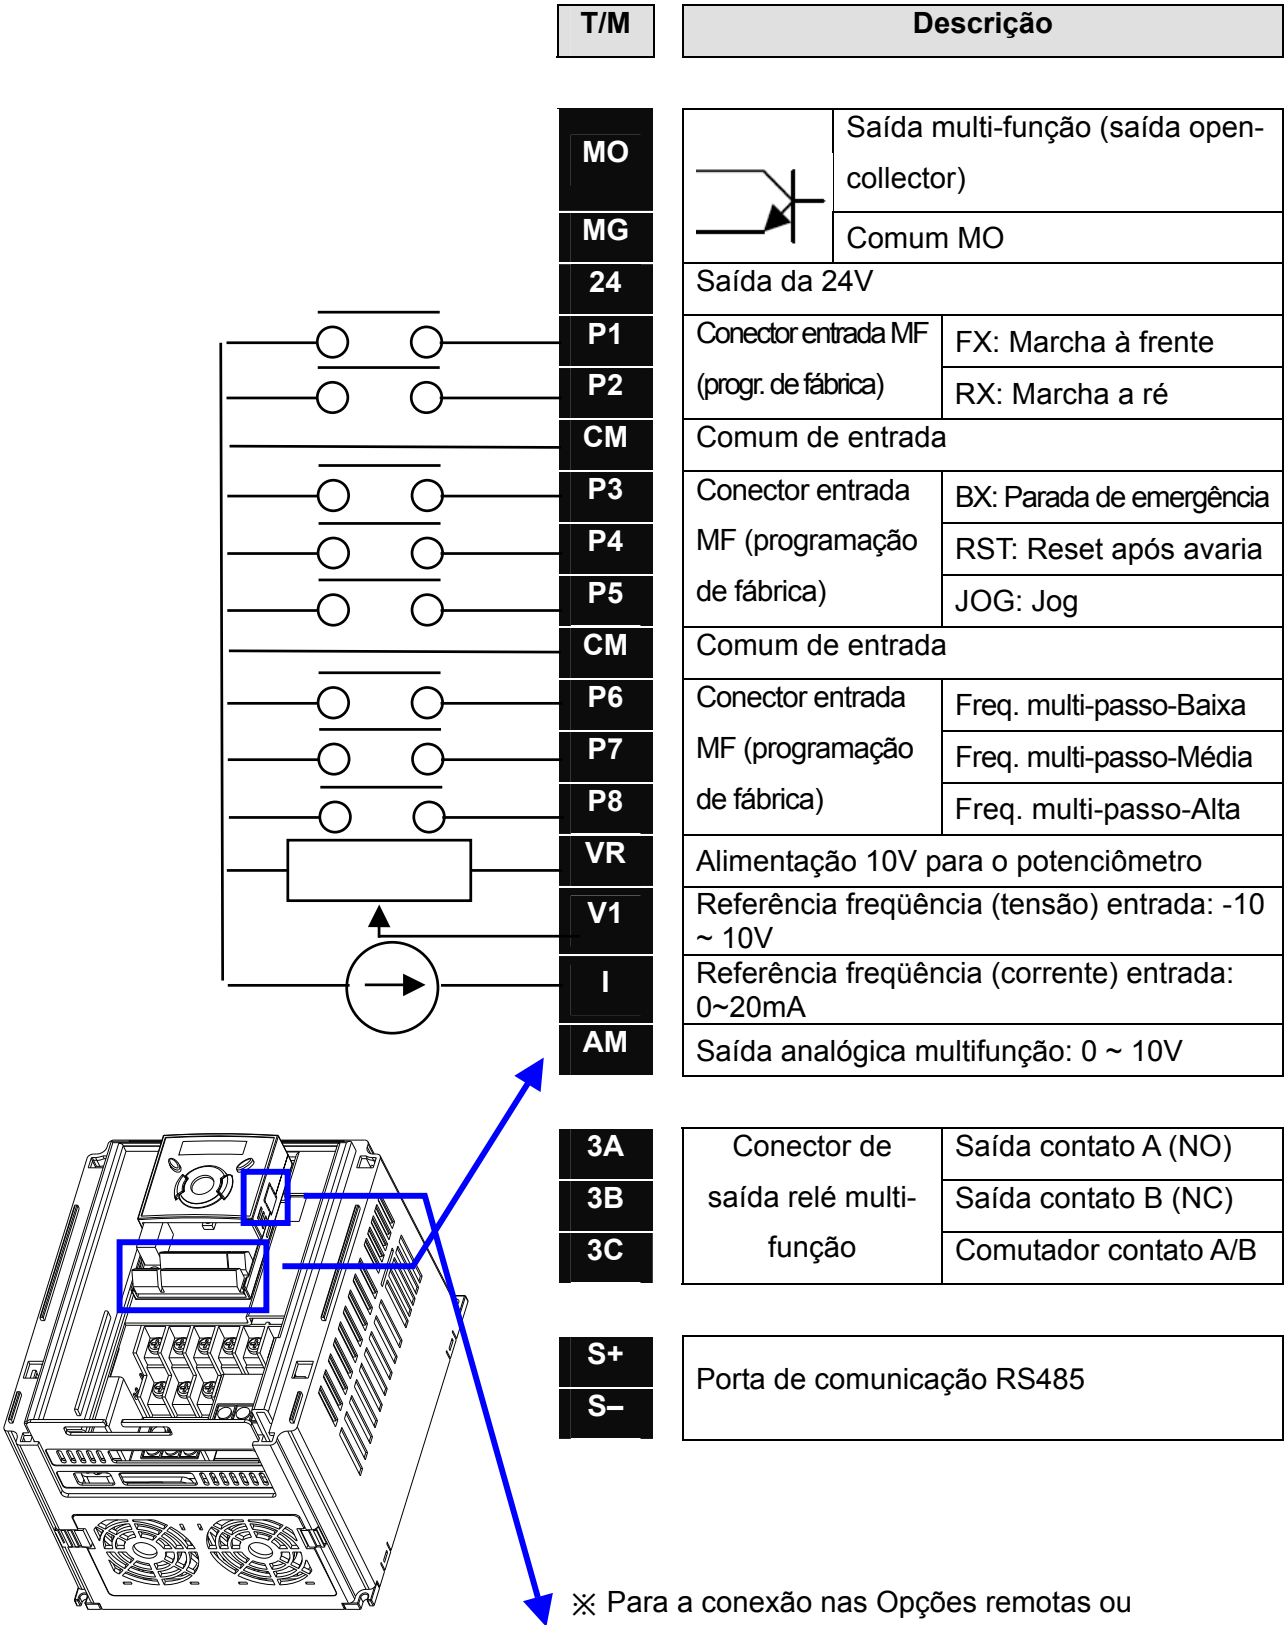 T/M Descrição
MO Saída multi-função (saída open-
collector)
MG Comum MO
24 Saída da 24V
P1 Conector entrada MF FX: Marcha à frente
P2 (progr. de fábrica) RX: Marcha a ré
CM Comum de entrada
P3 Conector entrada BX: Parada de emergência
P4 MF (programação RST: Reset após avaria
P5 de fábrica) JOG: Jog
CM Comum de entrada
P6 Conector entrada Freq. multi-passo-Baixa
P7 MF (programação Freq. multi-passo-Média
P8 de fábrica) Freq. multi-passo-Alta
VR Alimentação 10V para o potenciômetro
V1 Referência freqüência (tensão) entrada: -10
~ 10V
I Referência freqüência (corrente) entrada:
0~20mA
AM Saída analógica multifunção: 0 ~ 10V
3A Conector de Saída contato A (NO)
3B saída relé multi- Saída contato B (NC)
3C função Comutador contato A/B
S+
Porta de comunicação RS485
S–
※ Para a conexão nas Opções remotas ou